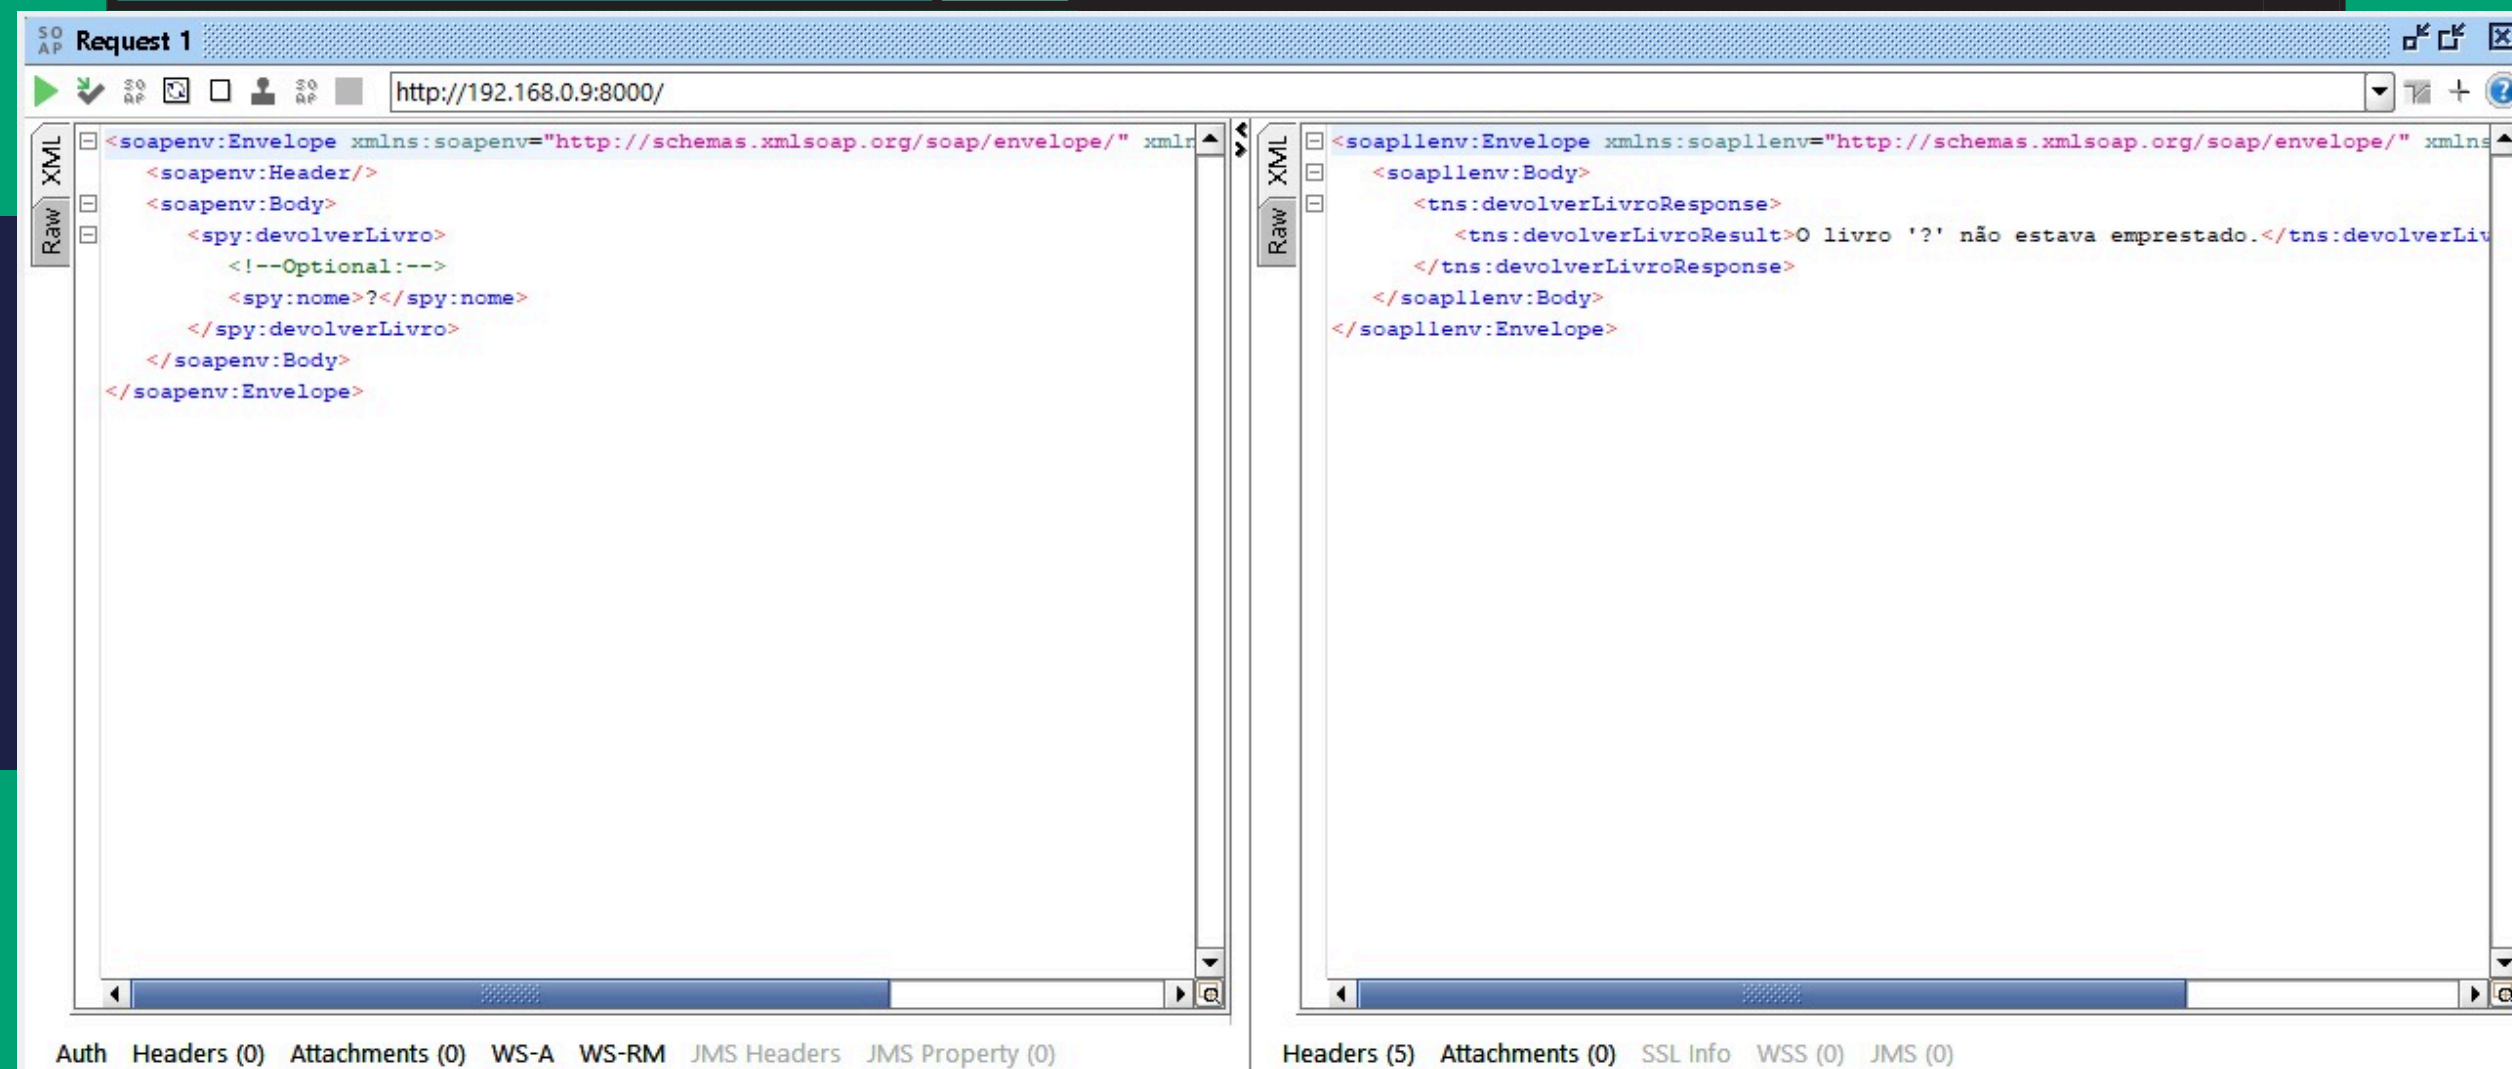 SO AP Request 1
http://192.168.0.9:8000/
XML
Raw
<soapenv:Envelope xmlns:soapenv="http://schemas.xmlsoap.org/soap/envelope/" xmln
<soapenv:Header/>
<soapenv:Body>
<spy:devolverLivro>
<!--Optional:-->
<spy:nome>?</spy:nome>
</spy:devolverLivro>
</soapenv:Body>
</soapenv:Envelope>
Auth Headers (0) Attachments (0) WS-A WS-RM JMS Headers JMS Property (0)
XML
Raw
<soap11env:Envelope xmlns:soap11env="http://schemas.xmlsoap.org/soap/envelope/" xmlns
<soap11env:Body>
<tns:devolverLivroResponse>
<tns:devolverLivroResult>O livro '?' não estava emprestado.</tns:devolverLiv
</tns:devolverLivroResponse>
</soap11env:Body>
</soap11env:Envelope>
Headers (5) Attachments (0) SSL Info WSS (0) JMS (0)